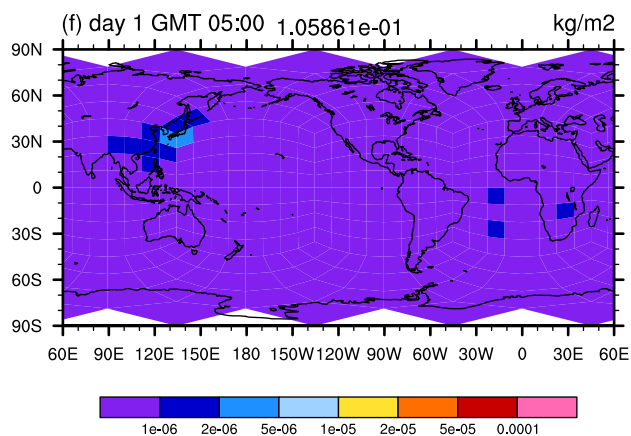 (f) day 1 GMT 05:00 1.05861e-01 kg/m2
90N
60N
30N
0
30S
60S
90S
60E 90E 120E 150E 180 150W 120W 90W 60W 30W 0 30E 60E
1e-06 2e-06 5e-06 1e-05 2e-05 5e-05 0.0001